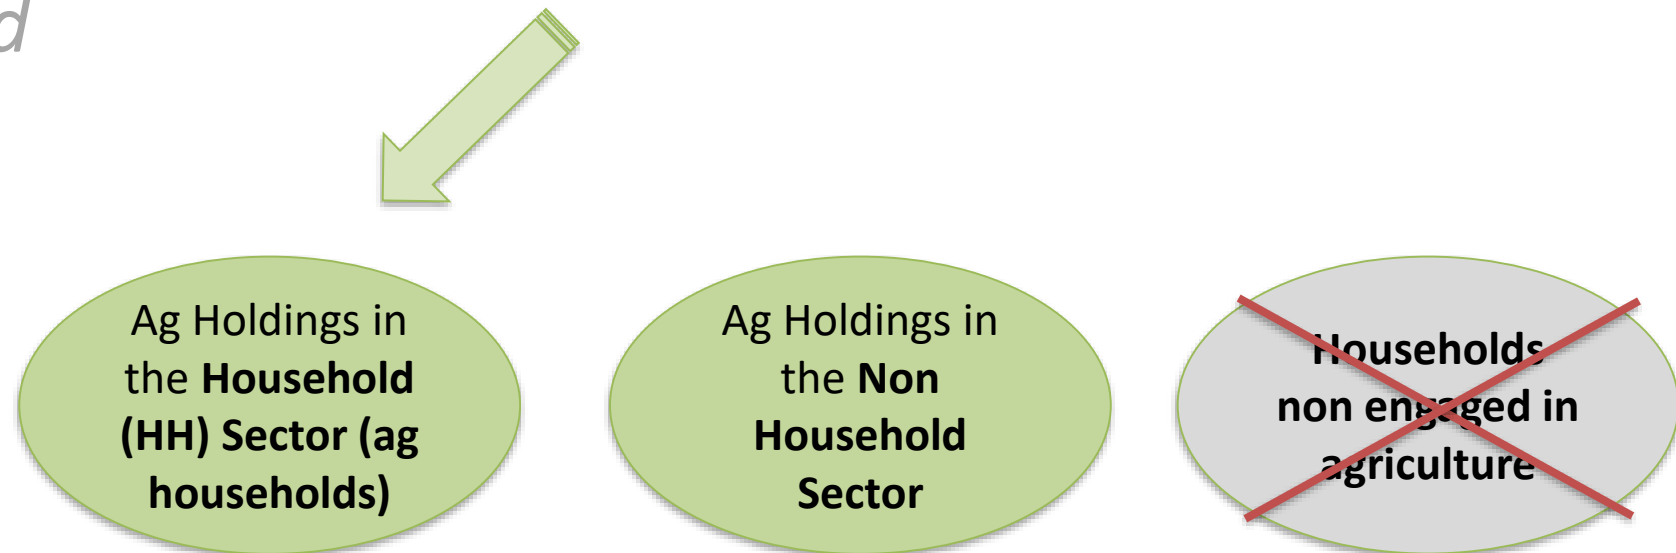 Ag Holdings in
the Household
(HH) Sector (ag
households)
Ag Holdings in
the Non
Household
Sector
Households
non engaged in
agriculture